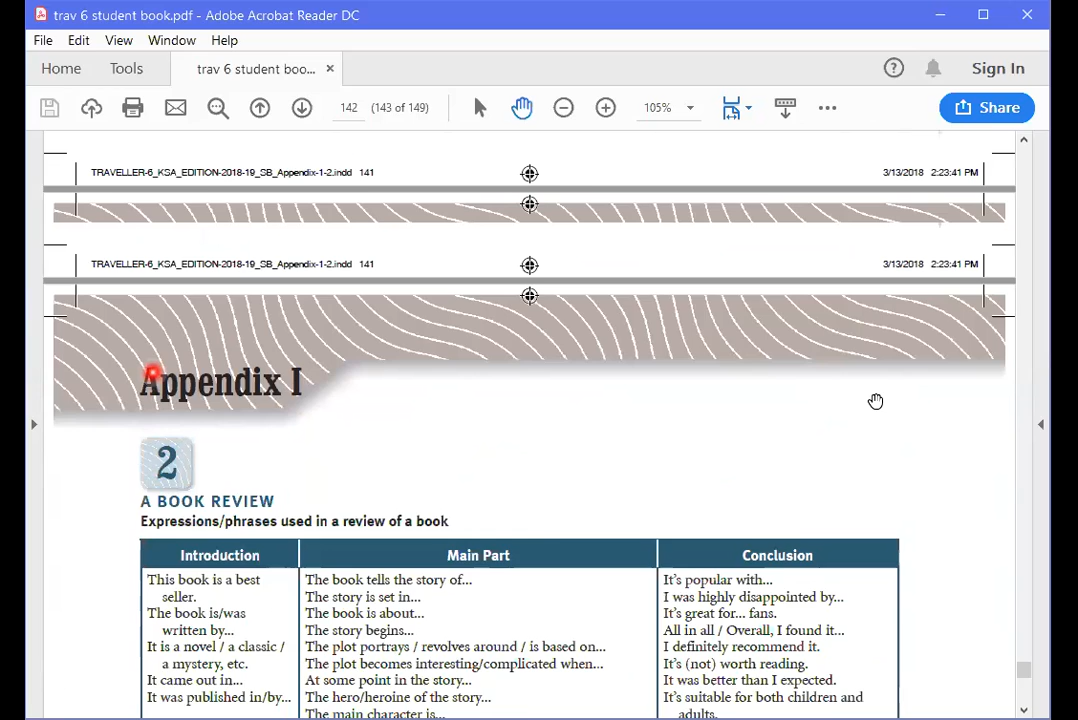 trav 6 student book.pdf - Adobe Acrobat Reader DC
File Edit View Window Help
Home Tools trav 6 student boo... ×
142 (143 of 149) 105% Share
Sign In
TRAVELLER-6_KSA_EDITION-2018-19_SB_Appendix-1-2.indd 141 3/13/2018 2:23:41 PM
TRAVELLER-6_KSA_EDITION-2018-19_SB_Appendix-1-2.indd 141 3/13/2018 2:23:41 PM
Appendix I
2
A BOOK REVIEW
Expressions/phrases used in a review of a book
Introduction Main Part Conclusion
This book is a best
seller.
The book is/was
written by...
It is a novel / a classic /
a mystery, etc.
It came out in...
It was published in/by...
The book tells the story of...
The story is set in...
The book is about...
The story begins...
The plot portrays / revolves around / is based on...
The plot becomes interesting/complicated when...
At some point in the story...
The hero/heroine of the story...
The main character is...
It's popular with...
I was highly disappointed by...
It's great for... fans.
All in all / Overall, I found it...
I definitely recommend it.
It's (not) worth reading.
It was better than I expected.
It's suitable for both children and
adults.